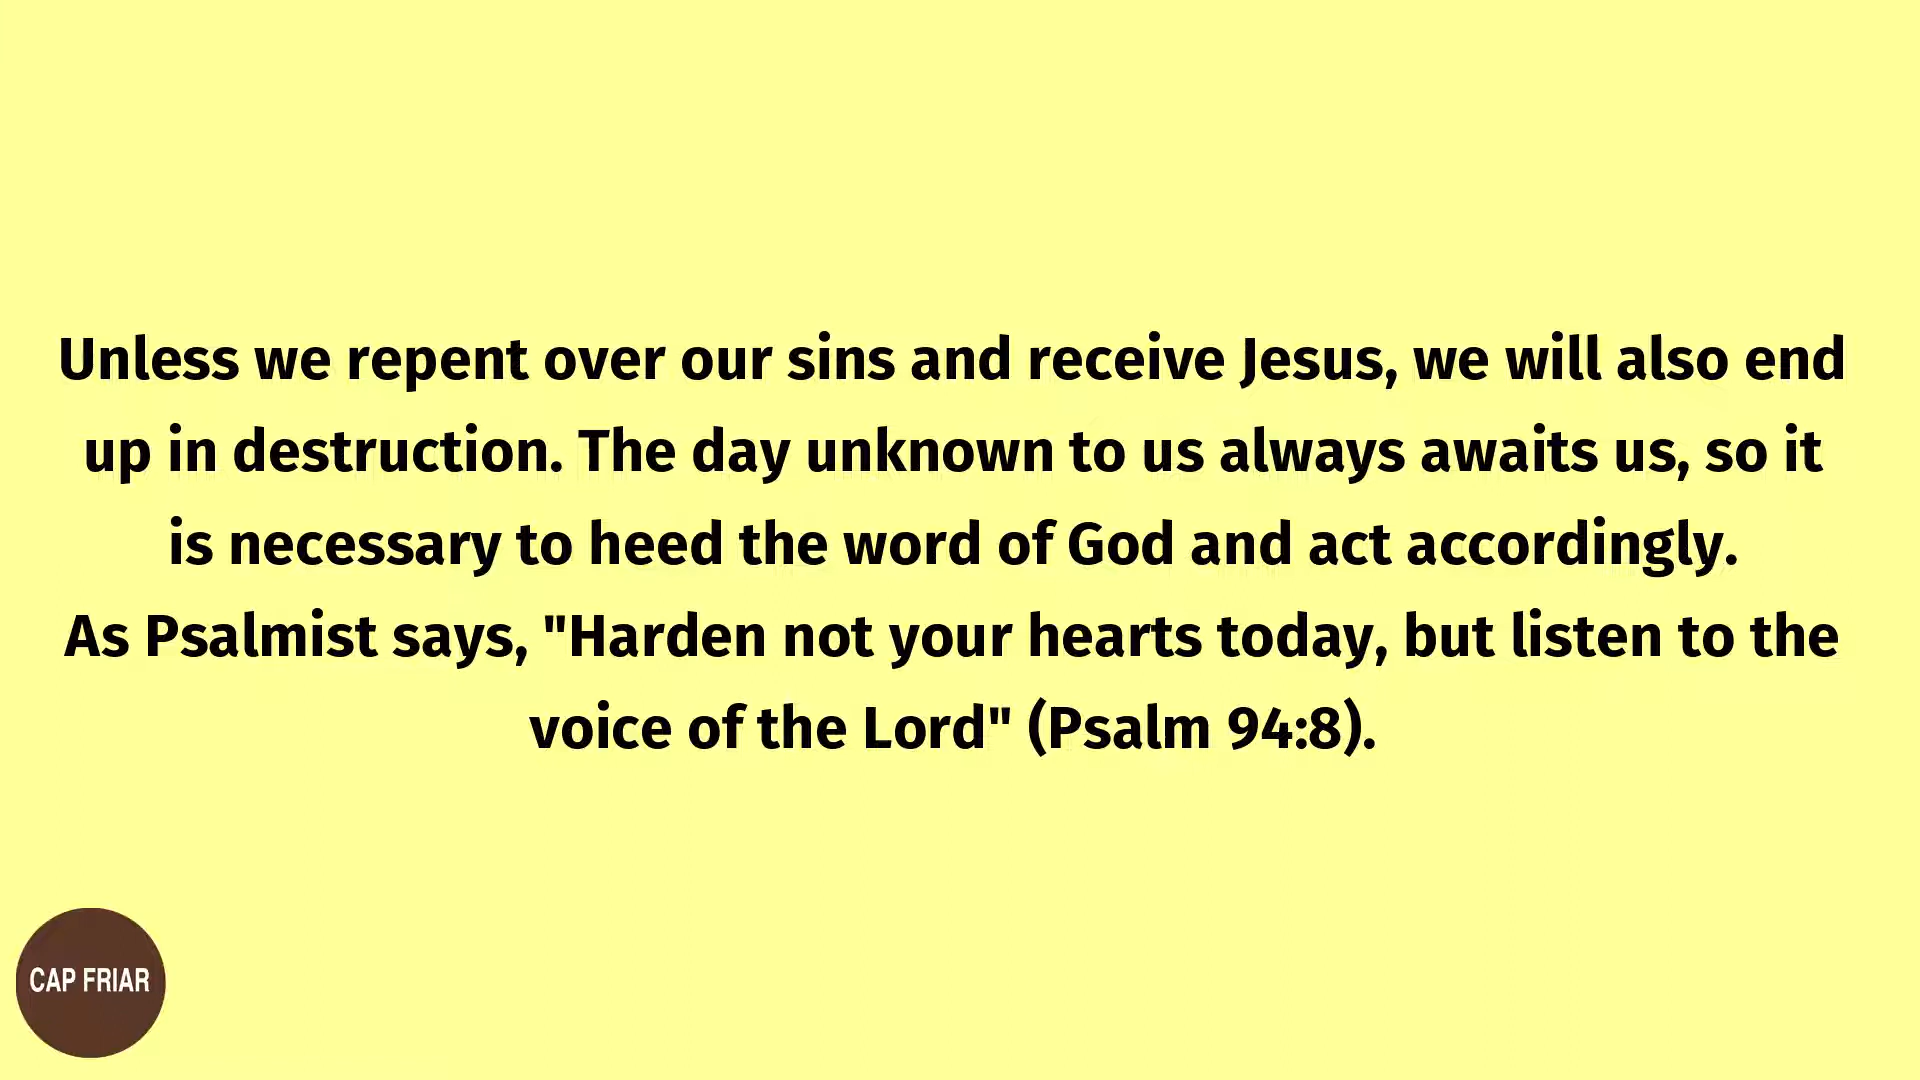 Unless we repent over our sins and receive Jesus, we will also end
up in destruction. The day unknown to us always awaits us, so it
is necessary to heed the word of God and act accordingly.
As Psalmist says, "Harden not your hearts today, but listen to the
voice of the Lord" (Psalm 94:8).
CAP FRIAR